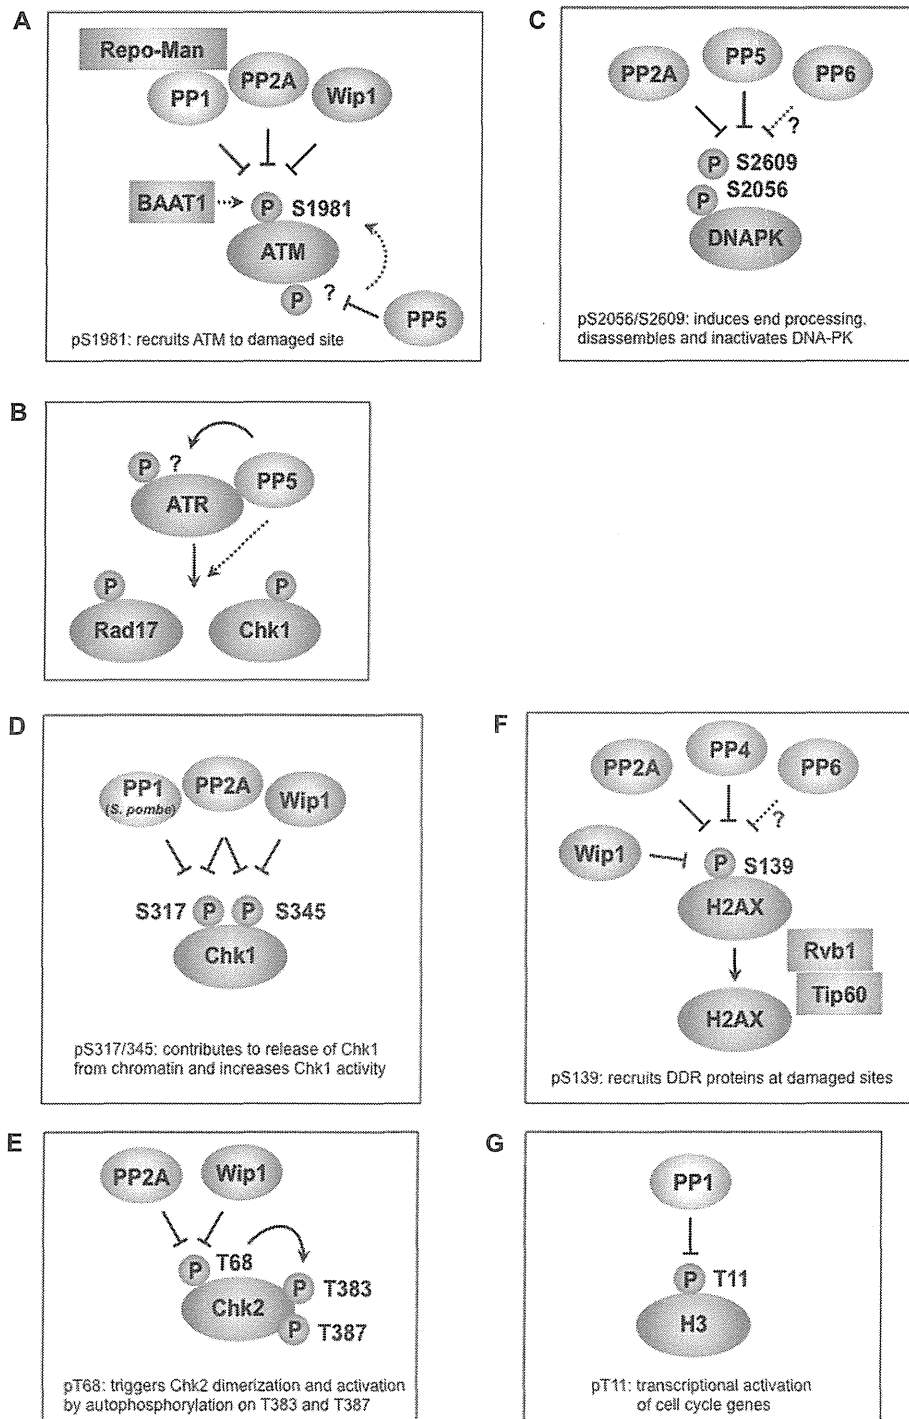 A
Repo-Man
PP1
PP2A
Wip1
BAAT1
P
S1981
ATM
P
?
PP5
pS1981: recruits ATM to damaged site
C
PP2A
PP5
PP6
?
P
S2609
S2056
P
DNAPK
pS2056/S2609: induces end processing,
disassembles and inactivates DNA-PK
B
P
?
ATR
PP5
P
Rad17
P
Chk1
D
PP1
(S. pombe)
PP2A
Wip1
S317
P
P
S345
Chk1
pS317/345: contributes to release of Chk1
from chromatin and increases Chk1 activity
F
PP2A
PP4
PP6
?
Wip1
P
S139
H2AX
Rvb1
Tip60
H2AX
pS139: recruits DDR proteins at damaged sites
E
PP2A
Wip1
P
T68
Chk2
P
T383
P
T387
pT68: triggers Chk2 dimerization and activation
by autophosphorylation on T383 and T387
G
PP1
P
T11
H3
pT11: transcriptional activation
of cell cycle genes